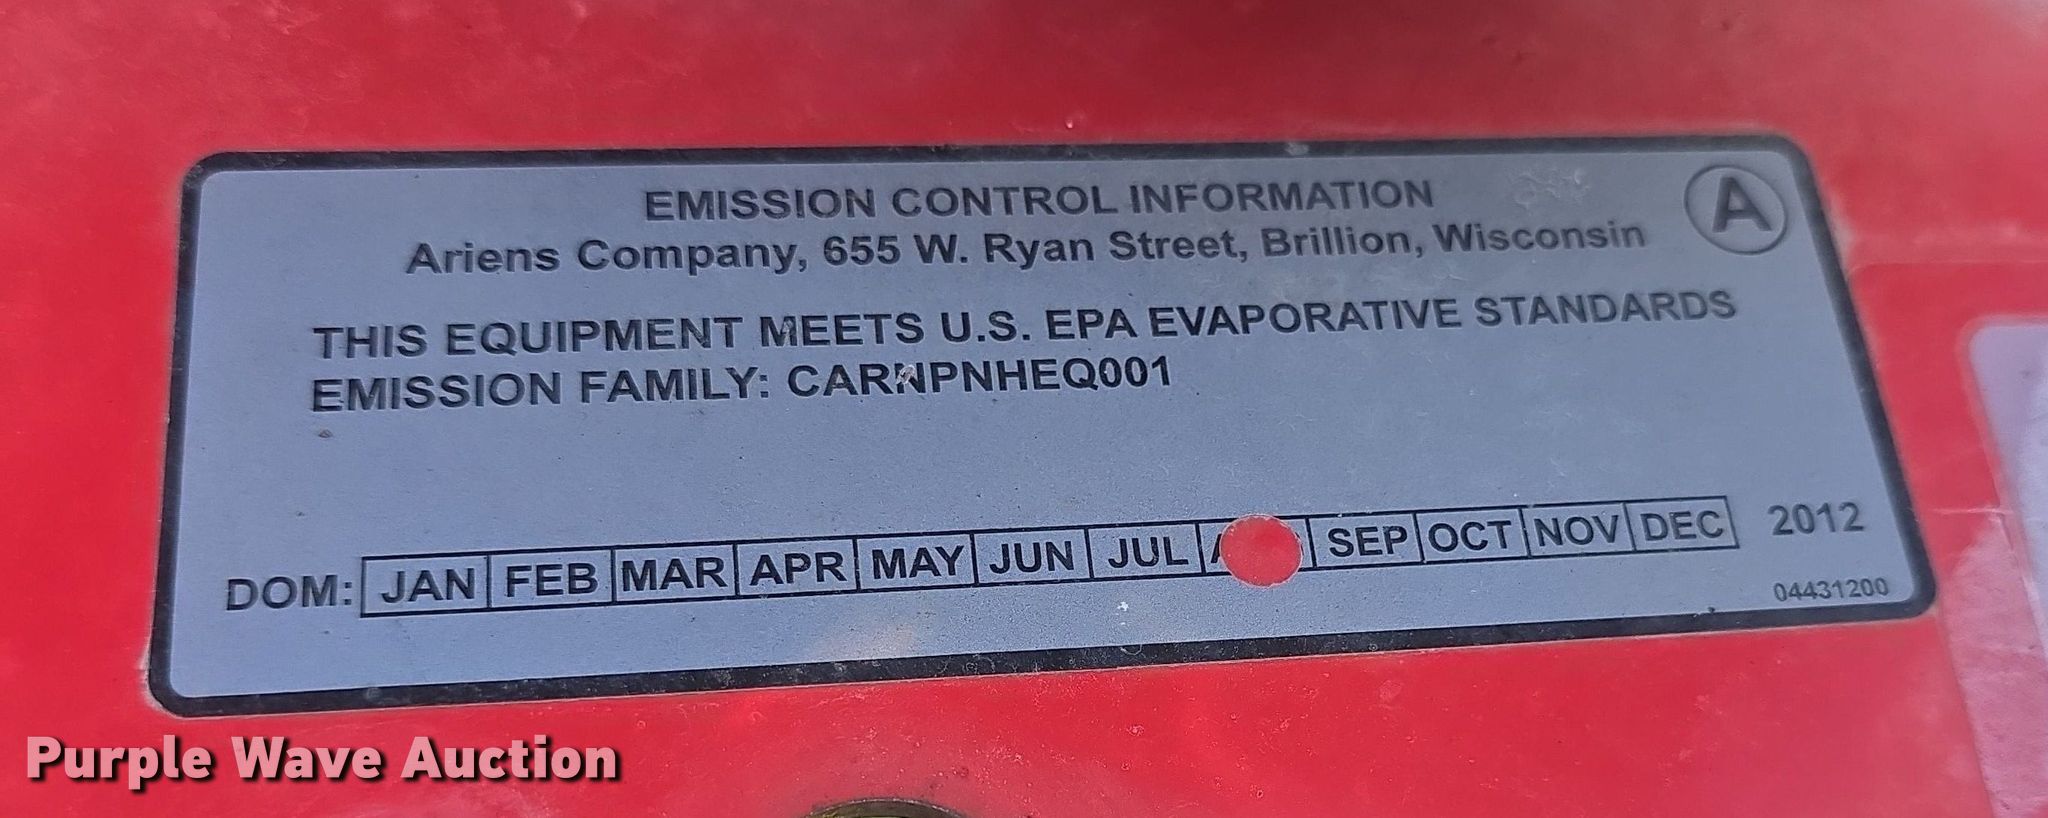 EMISSION CONTROL INFORMATION
A
Ariens Company, 655 W. Ryan Street, Brillion, Wisconsin
THIS EQUIPMENT MEETS U.S. EPA EVAPORATIVE STANDARDS
EMISSION FAMILY: CARNPNHEQ001
DOM: JAN FEB MAR APR MAY JUN JUL SEP OCT NOV DEC 2012
04431200
Purple Wave Auction